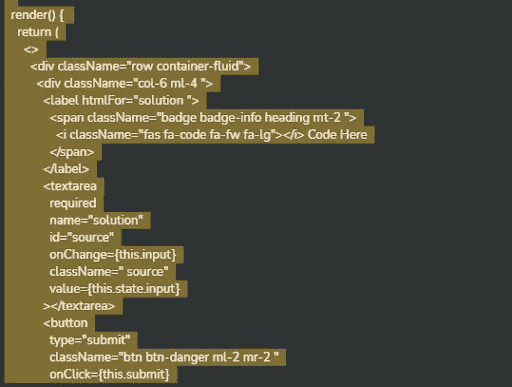 render() {
return (
<>
<div className="row container-fluid">
<div className="col-6 ml-4 ">
<label htmlFor="solution ">
<span className="badge badge-info heading mt-2 ">
<i className="fas fa-code fa-fw fa-lg"></i> Code Here
</span>
</label>
<textarea
required
name="solution"
id="source"
onChange={this.input}
className=" source"
value={this.state.input}
></textarea>
<button
type="submit"
className="btn btn-danger ml-2 mr-2 "
onClick={this.submit}